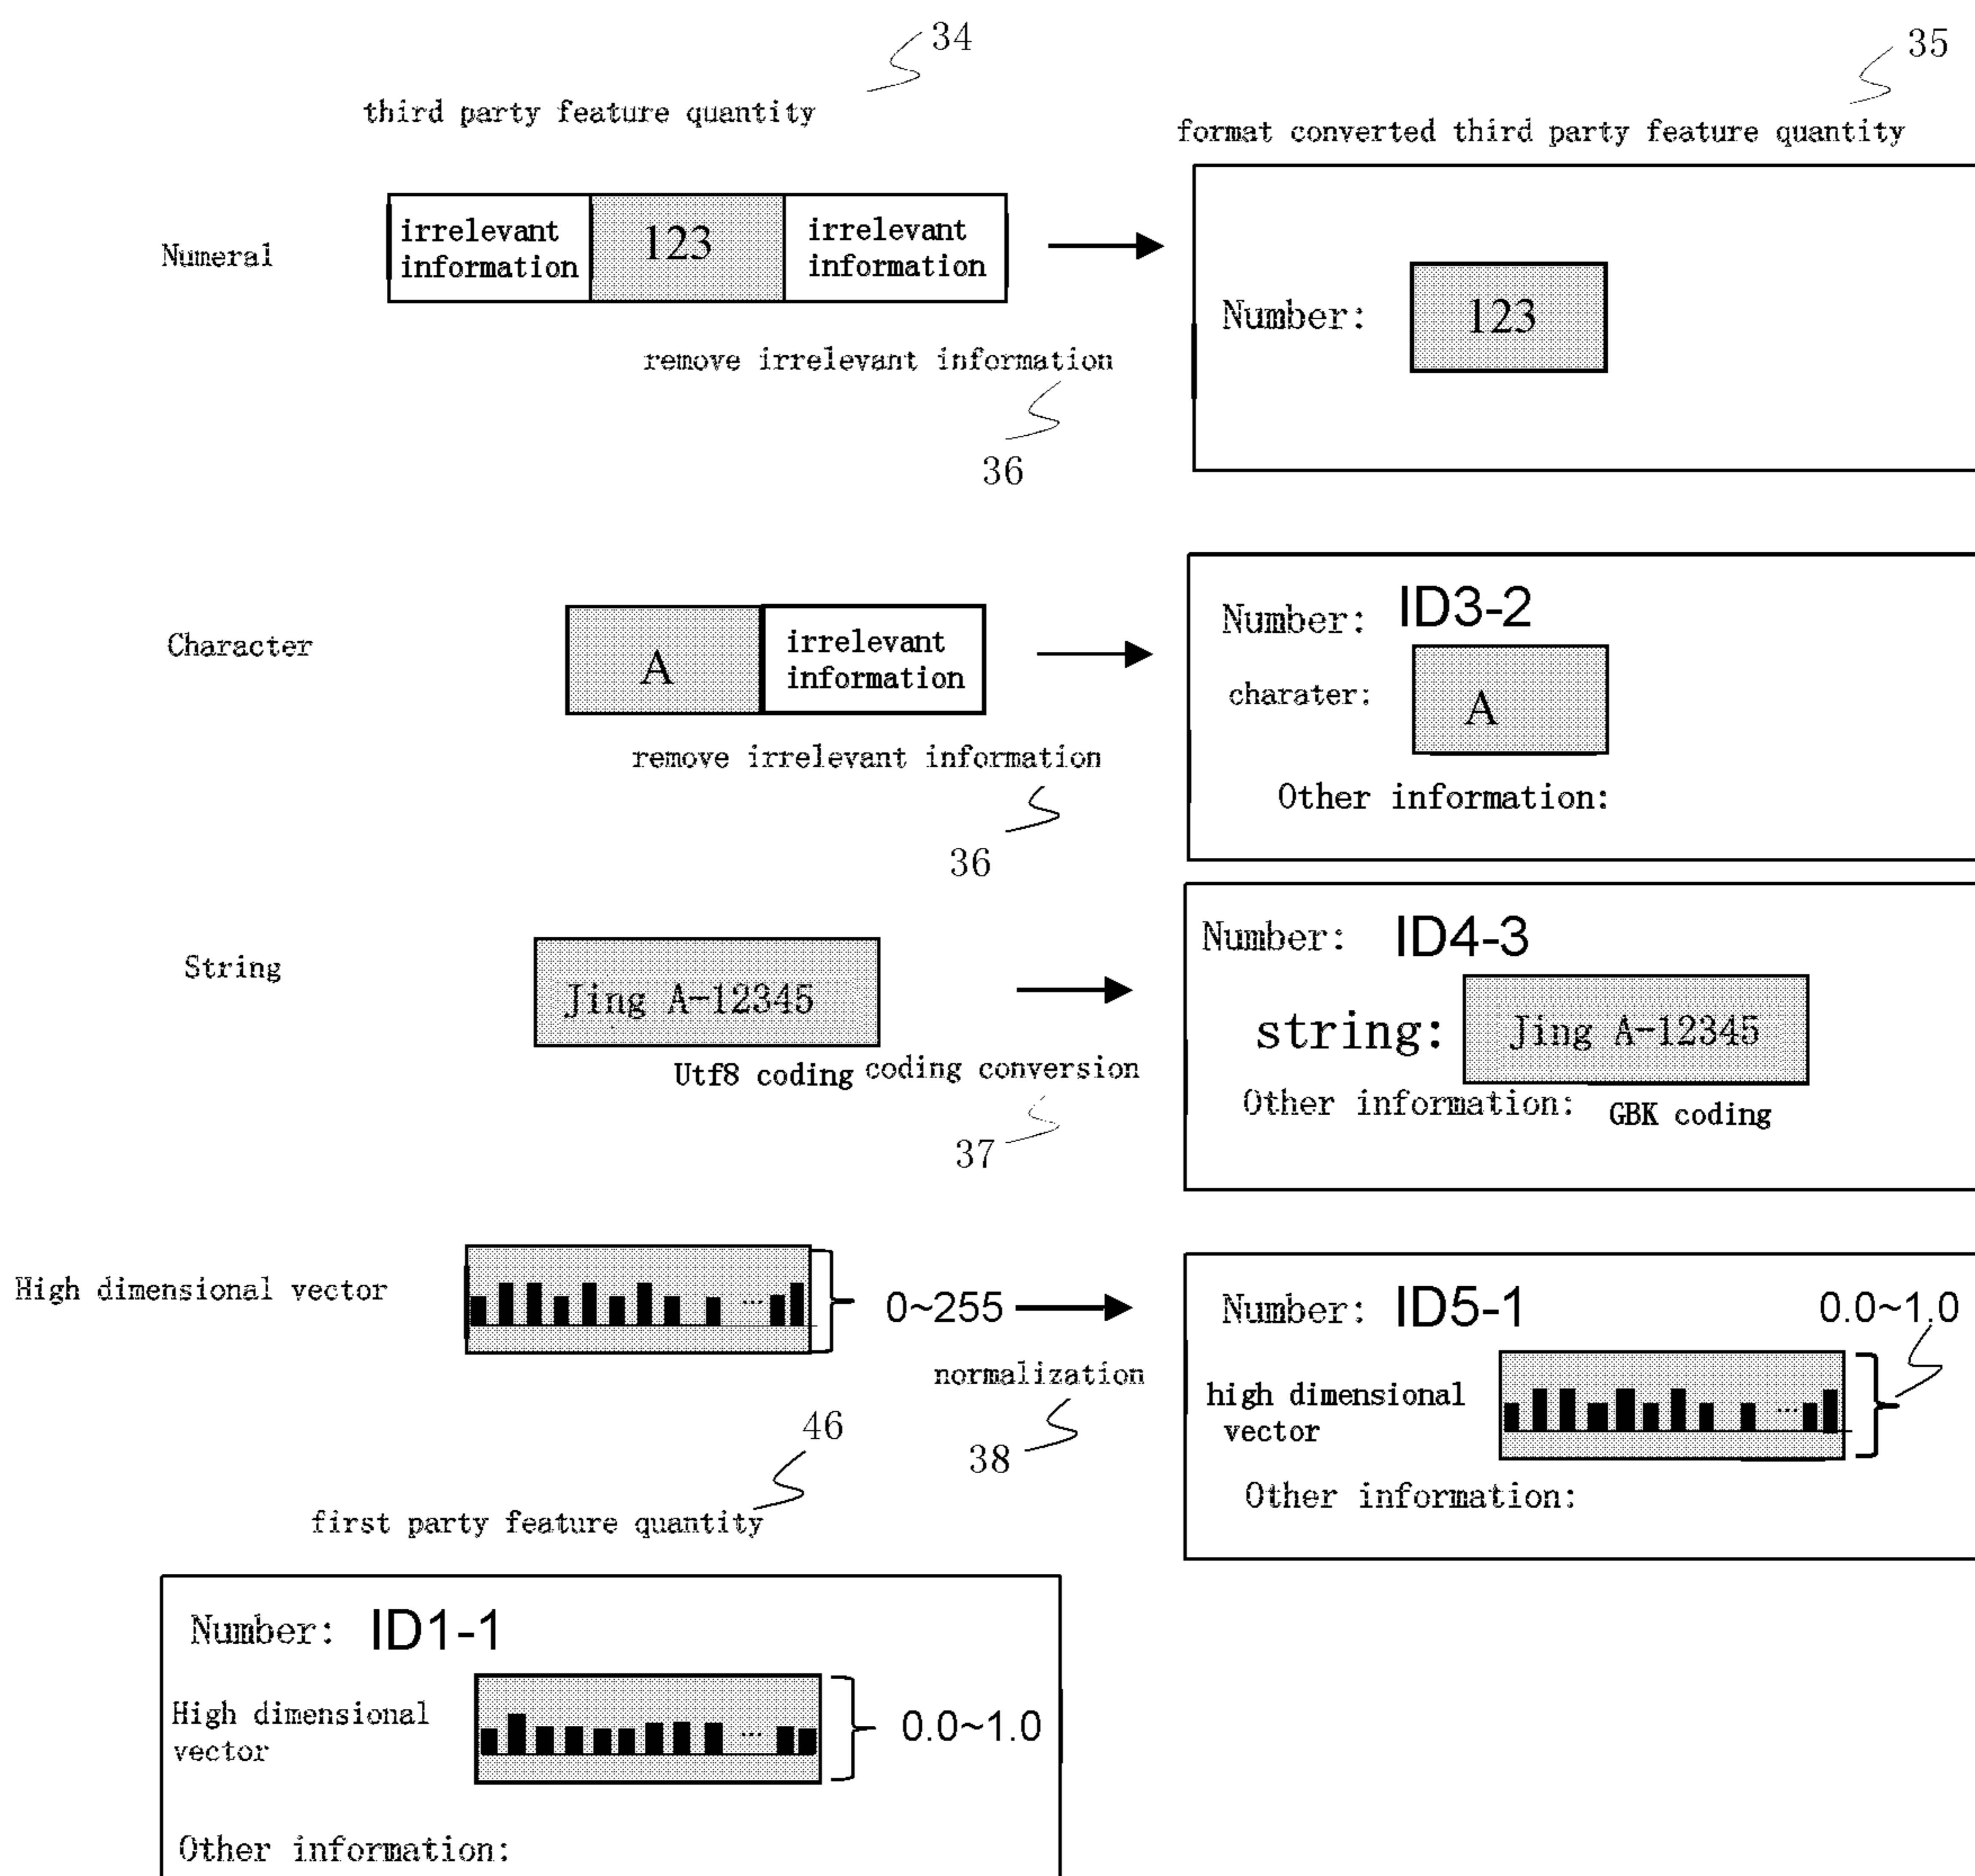 34
35
third party feature quantity
format converted third party feature quantity
Numeral
irrelevant
information
123
irrelevant
information
Number:
123
remove irrelevant information
36
Character
A
irrelevant
information
Number: ID3-2
charater:
A
Other information:
remove irrelevant information
36
String
Jing A-12345
Utf8 coding
coding conversion
37
Number: ID4-3
string:
Jing A-12345
Other information:
GBK coding
High dimensional vector
...
0~255
normalization
38
Number: ID5-1
0.0~1.0
high dimensional
vector
...
Other information:
46
first party feature quantity
Number: ID1-1
High dimensional
vector
...
0.0~1.0
Other information: